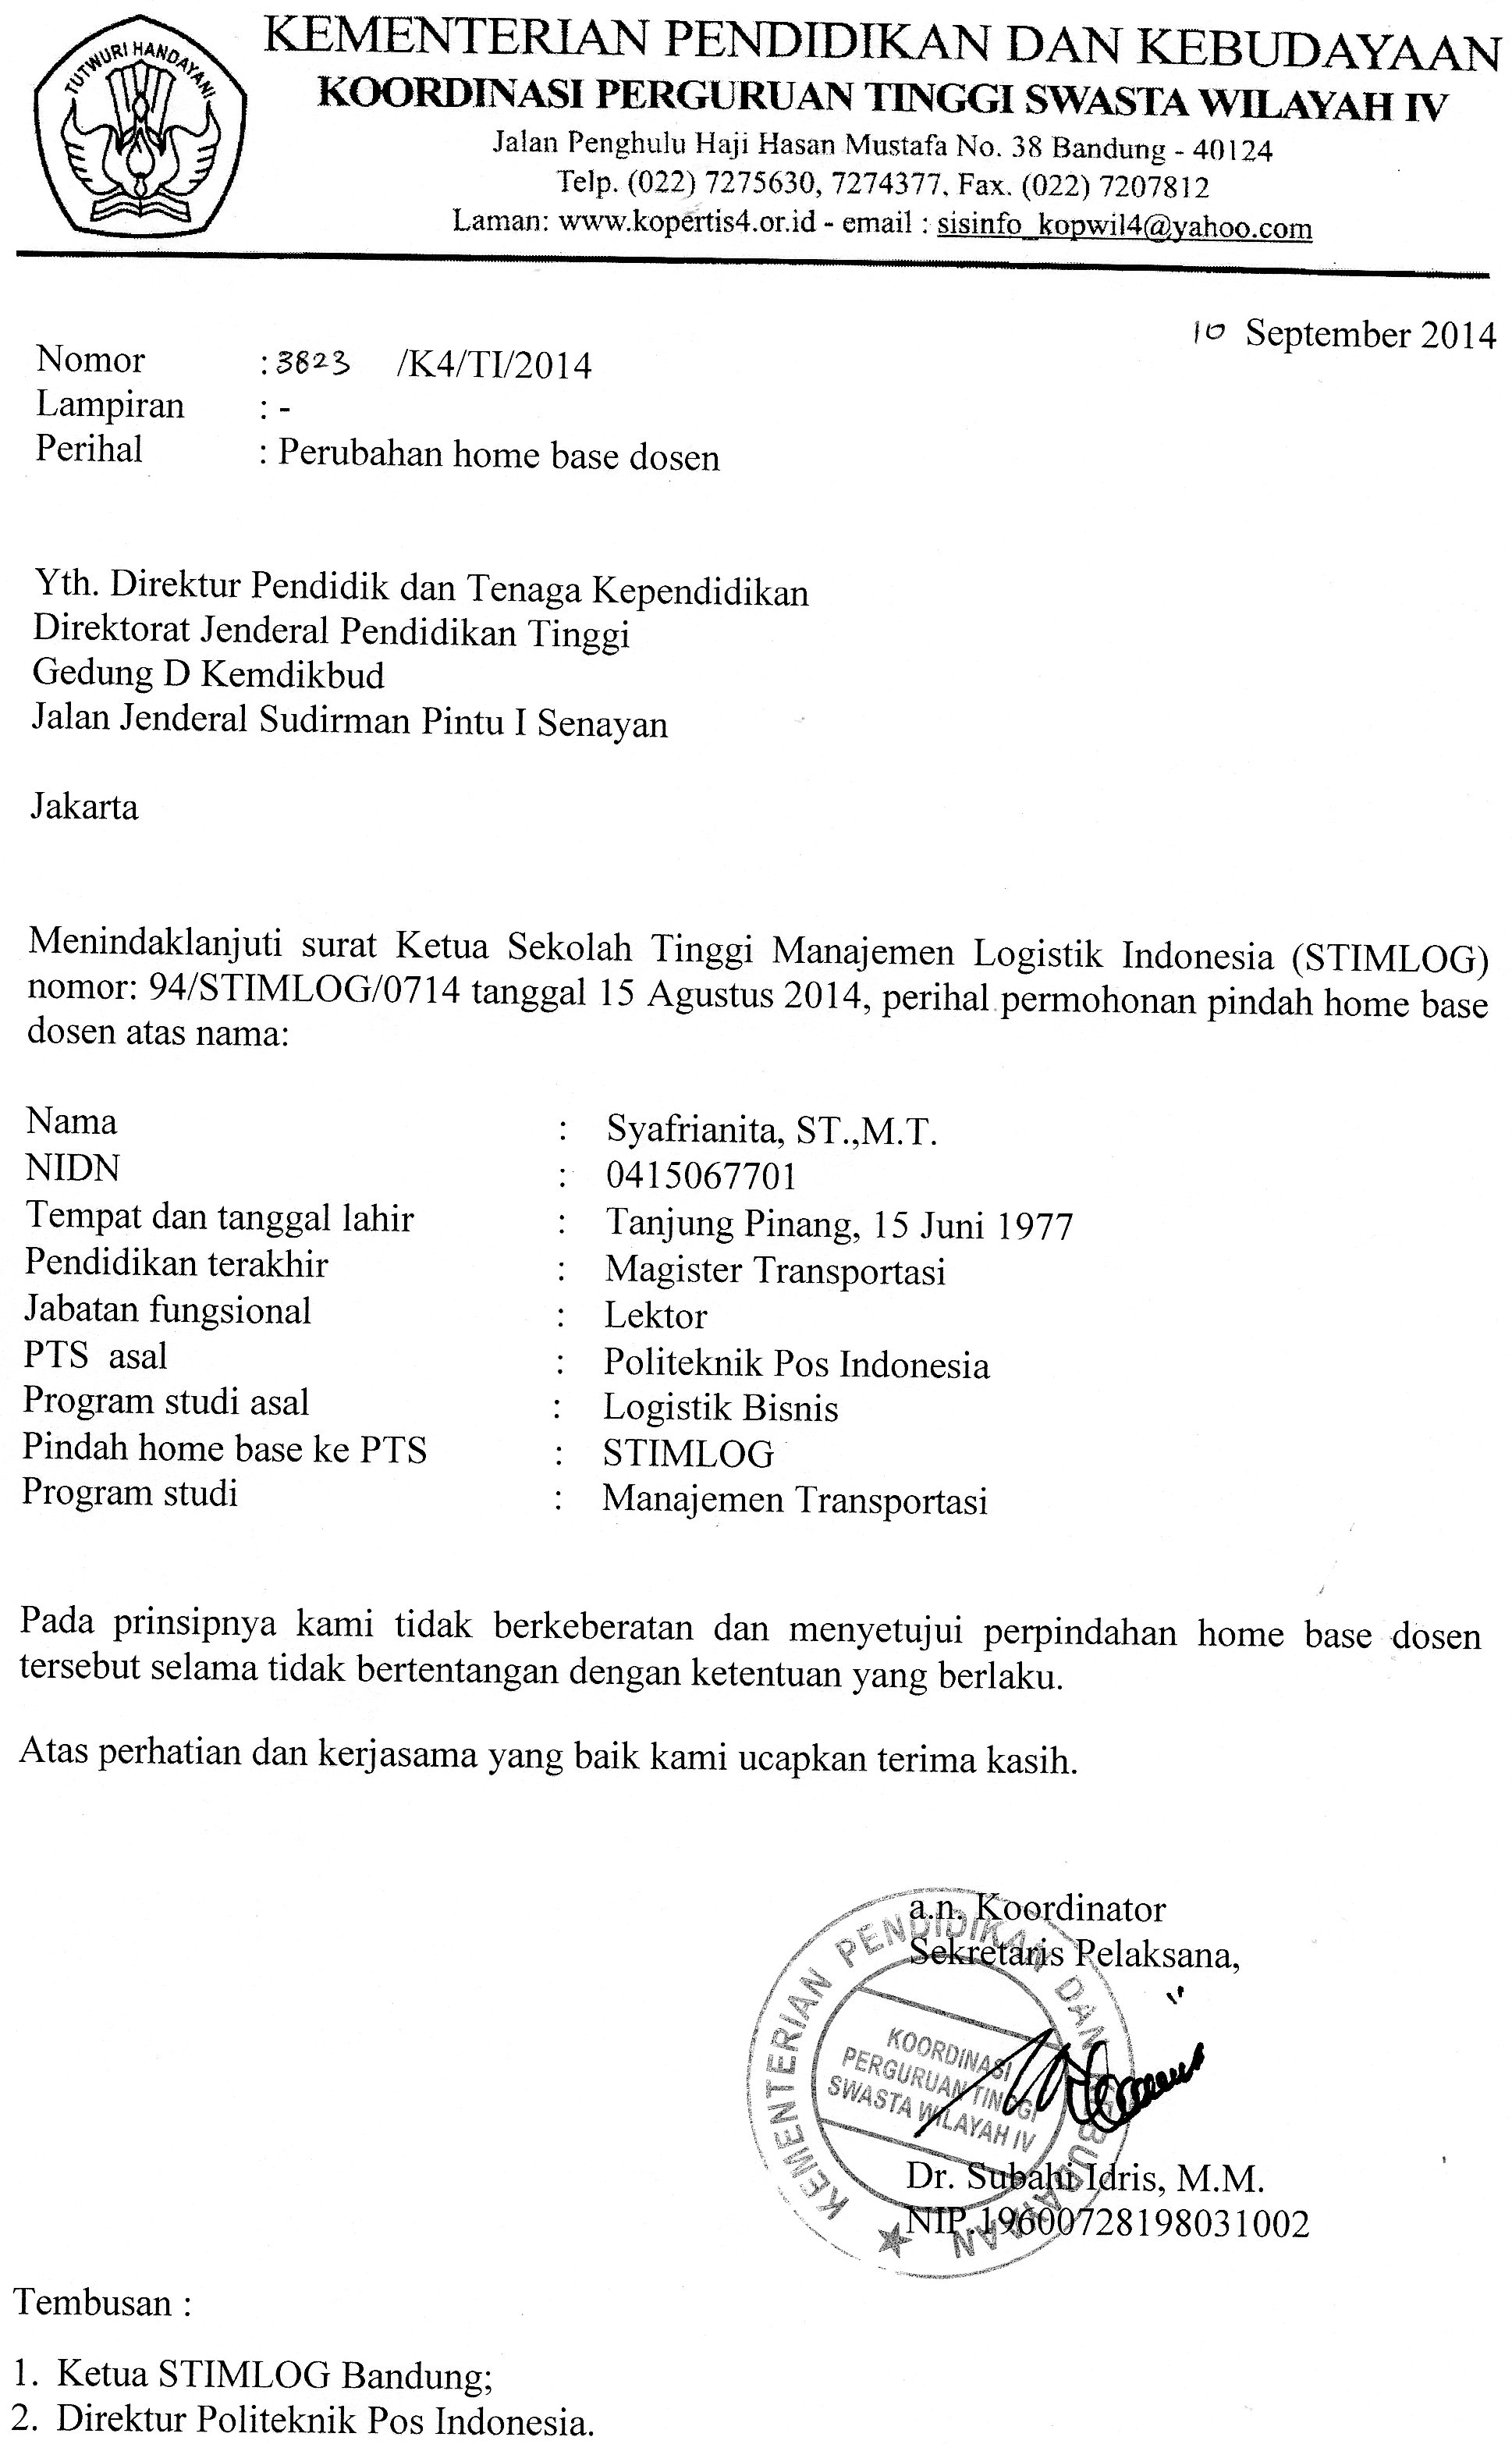 TUTWURI HANDAYANI
KEMENTERIAN PENDIDIKAN DAN KEBUDAYAAN
KOORDINASI PERGURUAN TINGGI SWASTA WILAYAH IV
Jalan Penghulu Haji Hasan Mustafa No. 38 Bandung - 40124
Telp. (022) 7275630, 7274377, Fax. (022) 7207812
Laman: www.kopertis4.or.id - email : sisinfo_kopwil4@yahoo.com
10 September 2014
Nomor : 3823 /K4/TI/2014
Lampiran : -
Perihal : Perubahan home base dosen
Yth. Direktur Pendidik dan Tenaga Kependidikan
Direktorat Jenderal Pendidikan Tinggi
Gedung D Kemdikbud
Jalan Jenderal Sudirman Pintu I Senayan
Jakarta
Menindaklanjuti surat Ketua Sekolah Tinggi Manajemen Logistik Indonesia (STIMLOG)
nomor: 94/STIMLOG/0714 tanggal 15 Agustus 2014, perihal permohonan pindah home base
dosen atas nama:
Nama : Syafrianita, ST.,M.T.
NIDN : 0415067701
Tempat dan tanggal lahir : Tanjung Pinang, 15 Juni 1977
Pendidikan terakhir : Magister Transportasi
Jabatan fungsional : Lektor
PTS asal : Politeknik Pos Indonesia
Program studi asal : Logistik Bisnis
Pindah home base ke PTS : STIMLOG
Program studi : Manajemen Transportasi
Pada prinsipnya kami tidak berkeberatan dan menyetujui perpindahan home base dosen
tersebut selama tidak bertentangan dengan ketentuan yang berlaku.
Atas perhatian dan kerjasama yang baik kami ucapkan terima kasih.
a.n. Koordinator
Sekretaris Pelaksana,
KEMENTERIAN PENDIDIKAN DAN KEBUDAYAAN
KOORDINASI
PERGURUAN TINGGI
SWASTA WILAYAH IV
Dr. Subahi Idris, M.M.
NIP.19600728198031002
Tembusan :
1. Ketua STIMLOG Bandung;
2. Direktur Politeknik Pos Indonesia.